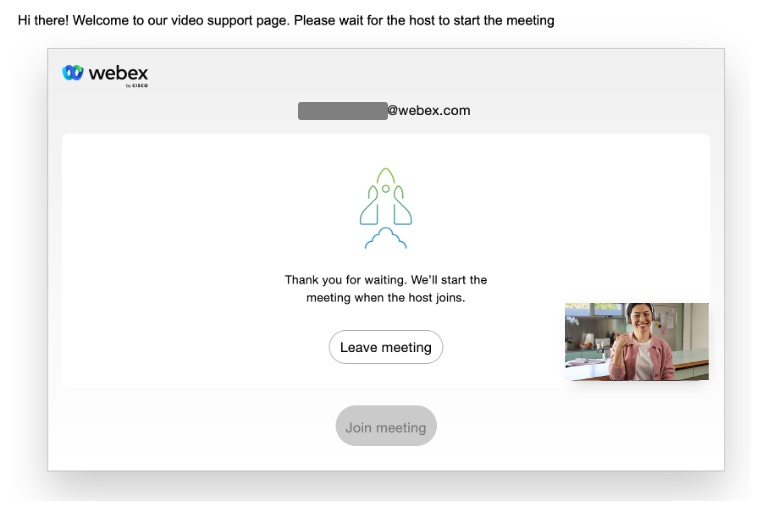 Hi there! Welcome to our video support page. Please wait for the host to start the meeting
webex
by CISCO
@webex.com
Thank you for waiting. We'll start the
meeting when the host joins.
Leave meeting
Join meeting